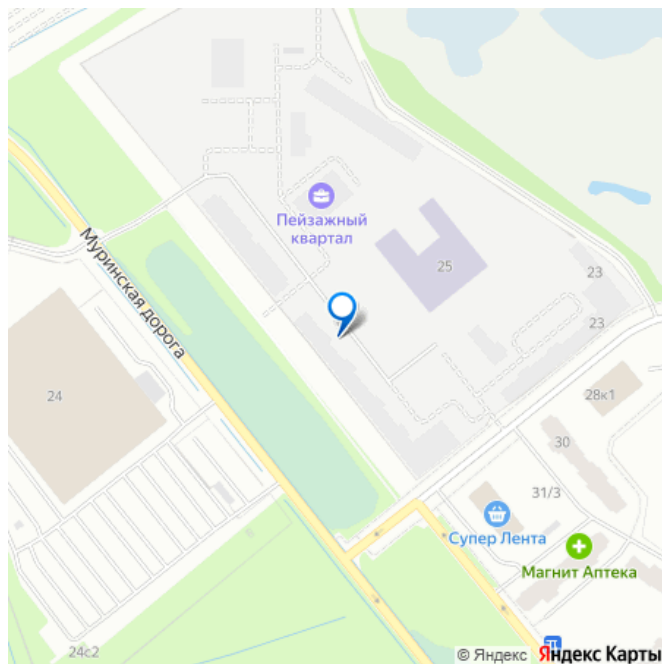 Пейзажный
квартал
Муринская дорога
25
23
23
24
28к1
30
31/3
Супер Лента
Магнит Аптека
24с2
© Яндекс Яндекс Карты